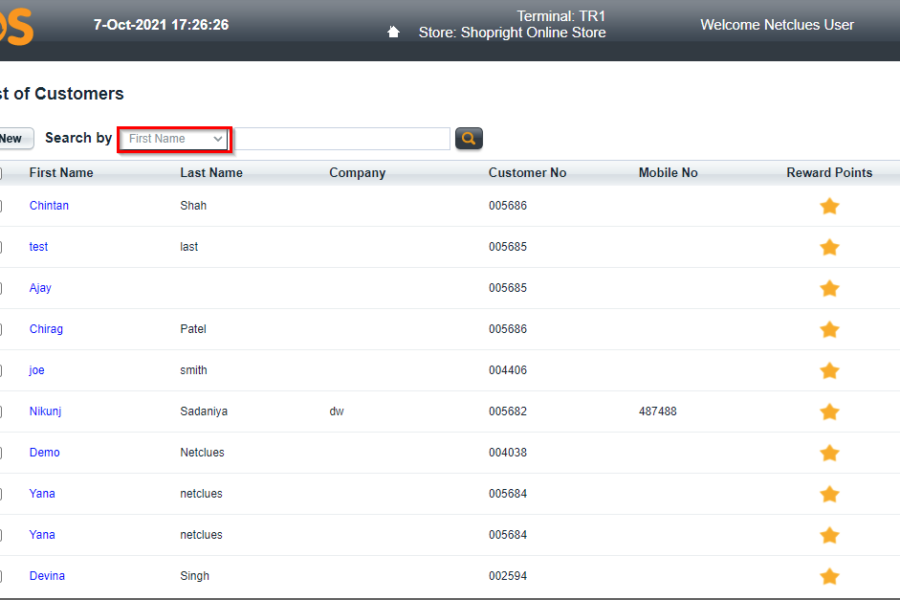 OS
7-Oct-2021 17:26:26
Terminal: TR1
Store: Shopright Online Store
Welcome Netclues User
st of Customers
New Search by First Name
First Name Last Name Company Customer No Mobile No Reward Points
Chintan Shah 005686
test last 005685
Ajay 005685
Chirag Patel 005686
joe smith 004406
Nikunj Sadaniya dw 005682 487488
Demo Netclues 004038
Yana netclues 005684
Yana netclues 005684
Devina Singh 002594